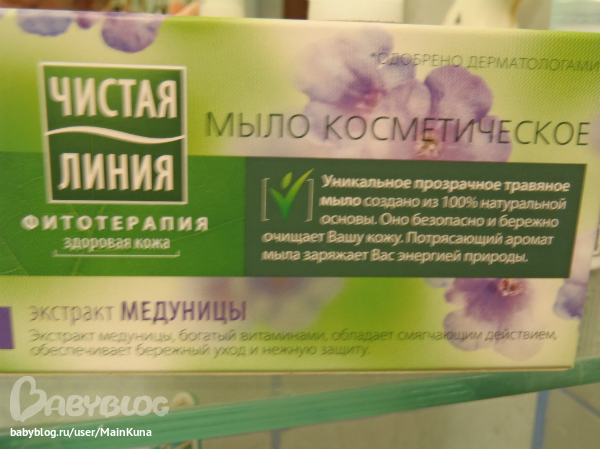 *ОДОБРЕНО ДЕРМАТОЛОГАМИ
ЧИСТАЯ
ЛИНИЯ
ФИТОТЕРАПИЯ
здоровая кожа
МЫЛО КОСМЕТИЧЕСКОЕ
Уникальное прозрачное травяное
мыло создано из 100% натуральной
основы. Оно безопасно и бережно
очищает Вашу кожу. Потрясающий аромат
мыла заряжает Вас энергией природы.
экстракт МЕДУНИЦЫ
Экстракт медуницы, богатый витаминами, обладает смягчающим действием,
обеспечивает бережный уход и нежную защиту.
BABYBLOG
babyblog.ru/user/MainKuna